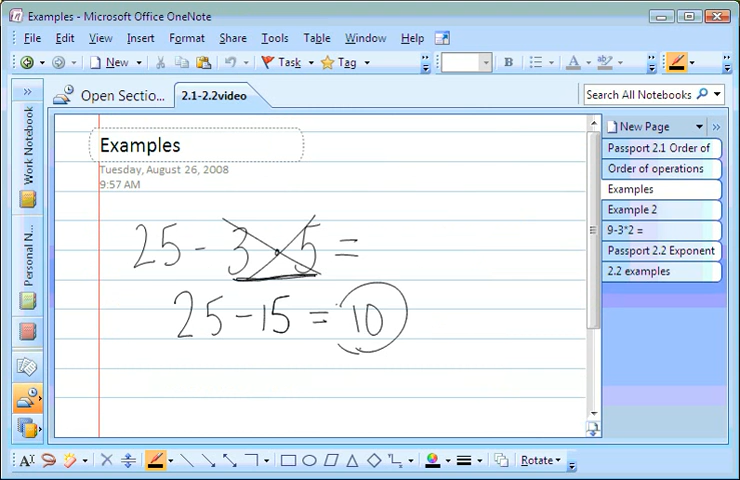 Examples - Microsoft Office OneNote
File Edit View Insert Format Share Tools Table Window Help
New Task Tag B
Open Sectio... 2.1-2.2video Search All Notebooks
Work Notebook
Personal N...
Examples
Tuesday, August 26, 2008
9:57 AM
25 - 3 × 5 =
25 - 15 = 10
New Page
Passport 2.1 Order of
Order of operations
Examples
Example 2
9-3*2 =
Passport 2.2 Exponent
2.2 examples
Rotate